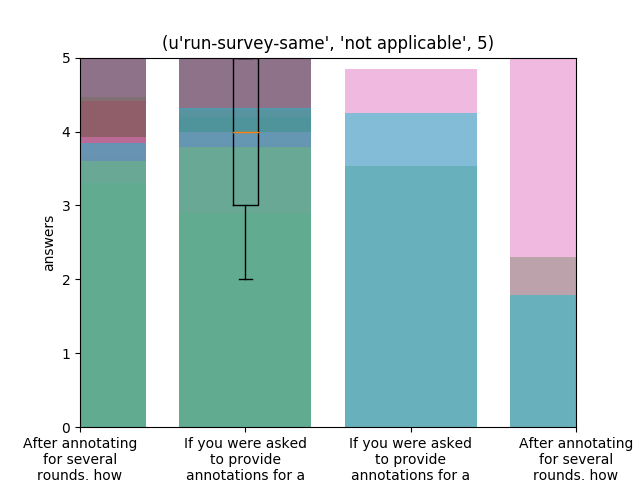 (u'run-survey-same', 'not applicable', 5)
5
4
3
2
1
0
answers
After annotating
for several
rounds, how
If you were asked
to provide
annotations for a
If you were asked
to provide
annotations for a
After annotating
for several
rounds, how